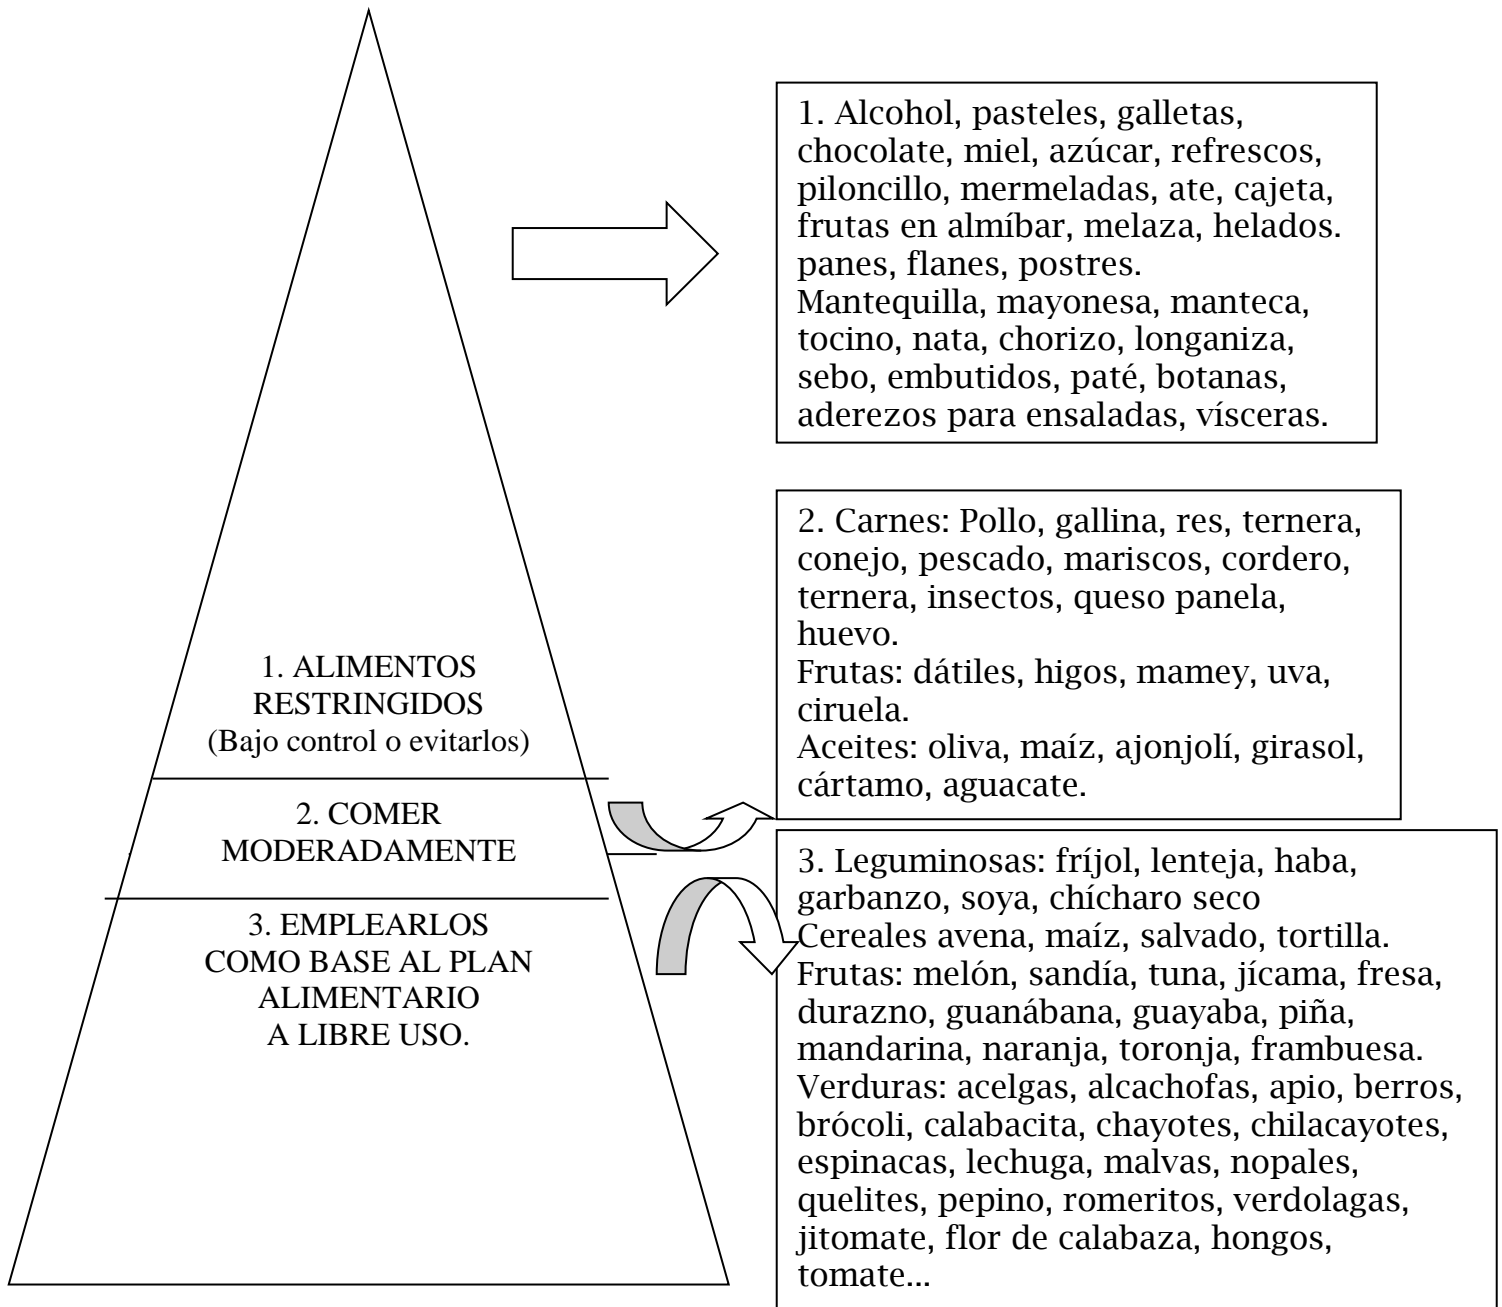 1. Alcohol, pasteles, galletas,
chocolate, miel, azúcar, refrescos,
piloncillo, mermeladas, ate, cajeta,
frutas en almíbar, melaza, helados.
panes, flanes, postres.
Mantequilla, mayonesa, manteca,
tocino, nata, chorizo, longaniza,
sebo, embutidos, paté, botanas,
aderezos para ensaladas, vísceras.
1. ALIMENTOS
RESTRINGIDOS
(Bajo control o evitarlos)
2. Carnes: Pollo, gallina, res, ternera,
conejo, pescado, mariscos, cordero,
ternera, insectos, queso panela,
huevo.
Frutas: dátiles, higos, mamey, uva,
ciruela.
Aceites: oliva, maíz, ajonjolí, girasol,
cártamo, aguacate.
2. COMER
MODERADAMENTE
3. EMPLEARLOS
COMO BASE AL PLAN
ALIMENTARIO
A LIBRE USO.
3. Leguminosas: fríjol, lenteja, haba,
garbanzo, soya, chícharo seco
Cereales avena, maíz, salvado, tortilla.
Frutas: melón, sandía, tuna, jícama, fresa,
durazno, guanábana, guayaba, piña,
mandarina, naranja, toronja, frambuesa.
Verduras: acelgas, alcachofas, apio, berros,
brócoli, calabacita, chayotes, chilacayotes,
espinacas, lechuga, malvas, nopales,
quelites, pepino, romeritos, verdolagas,
jitomate, flor de calabaza, hongos,
tomate...